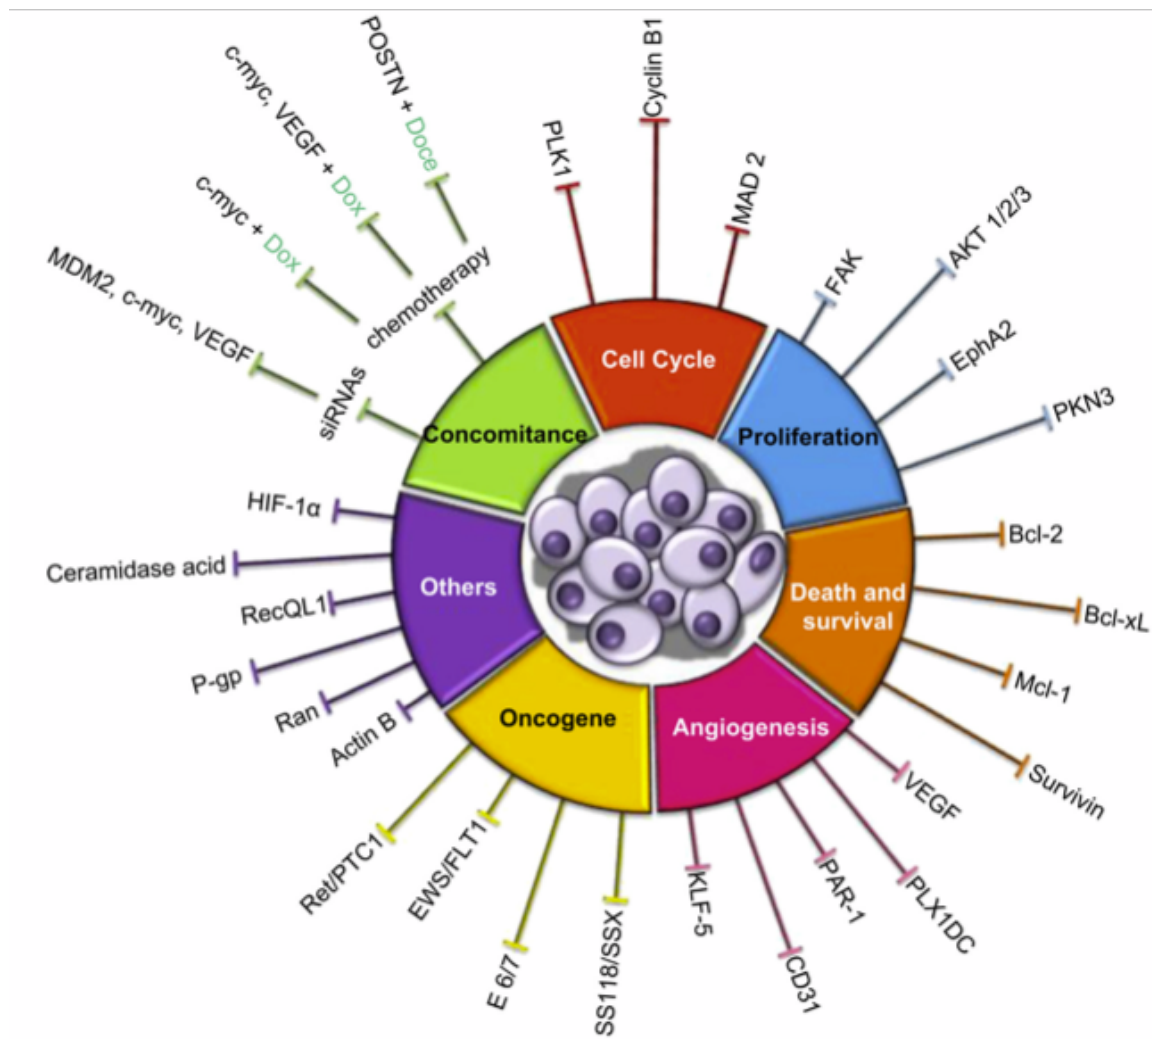 POSTN + Doce
c-myc, VEGF + Dox
c-myc + Dox
MDM2, c-myc, VEGF
chemotherapy
siRNAs
PLK1
Cyclin B1
MAD 2
FAK
AKT 1/2/3
EphA2
PKN3
Cell Cycle
Proliferation
Concomitance
Others
Death and
survival
Oncogene
Angiogenesis
Bcl-2
Bcl-xL
Mcl-1
Survivin
VEGF
PLX1DC
PAR-1
CD31
KLF-5
SS118/SSX
E 6/7
EWS/FLT1
Ret/PTC1
Actin B
Ran
P-gp
RecQL1
Ceramidase acid
HIF-1α